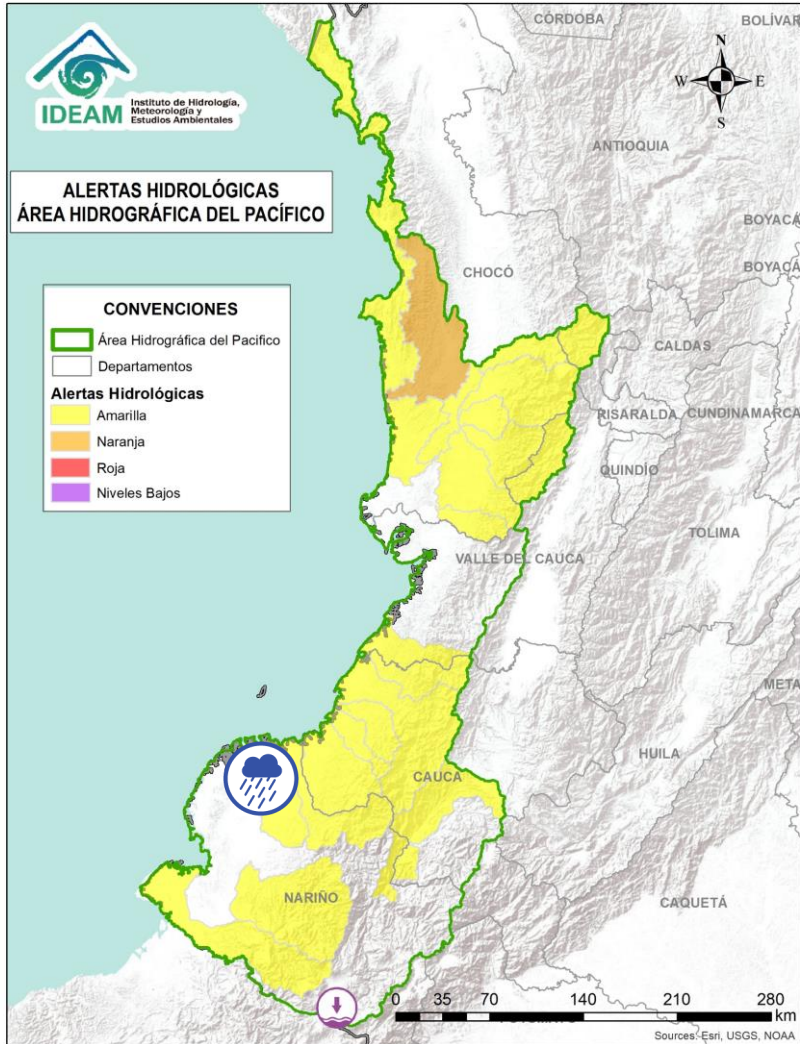 CÓRDOBA
BOLÍVAR
IDEAM
Instituto de Hidrología,
Meteorología y
Estudios Ambientales
N
W
E
S
ANTIOQUIA
ALERTAS HIDROLÓGICAS
ÁREA HIDROGRÁFICA DEL PACÍFICO
BOYACÁ
CHOCÓ
BOYACÁ
CONVENCIONES
Área Hidrográfica del Pacífico
Departamentos
Alertas Hidrológicas
Amarilla
Naranja
Roja
Niveles Bajos
CALDAS
RISARALDA
CUNDINAMARCA
QUINDÍO
TOLIMA
VALLE DEL CAUCA
META
HUILA
CAUCA
NARIÑO
CAQUETÁ
0 35 70 140 210 280
km
Sources: Esri, USGS, NOAA